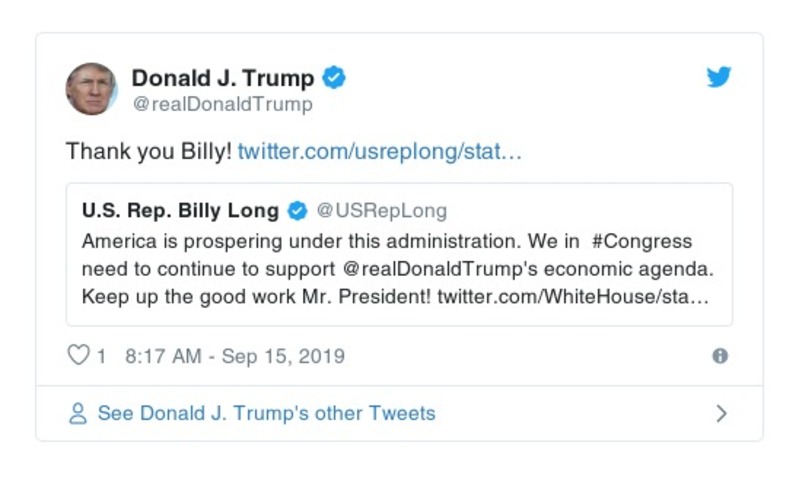 Donald J. Trump
@realDonaldTrump
Thank you Billy! twitter.com/usreplong/stat…
U.S. Rep. Billy Long @USRepLong
America is prospering under this administration. We in #Congress
need to continue to support @realDonaldTrump's economic agenda.
Keep up the good work Mr. President! twitter.com/WhiteHouse/sta…
1 8:17 AM - Sep 15, 2019
See Donald J. Trump's other Tweets